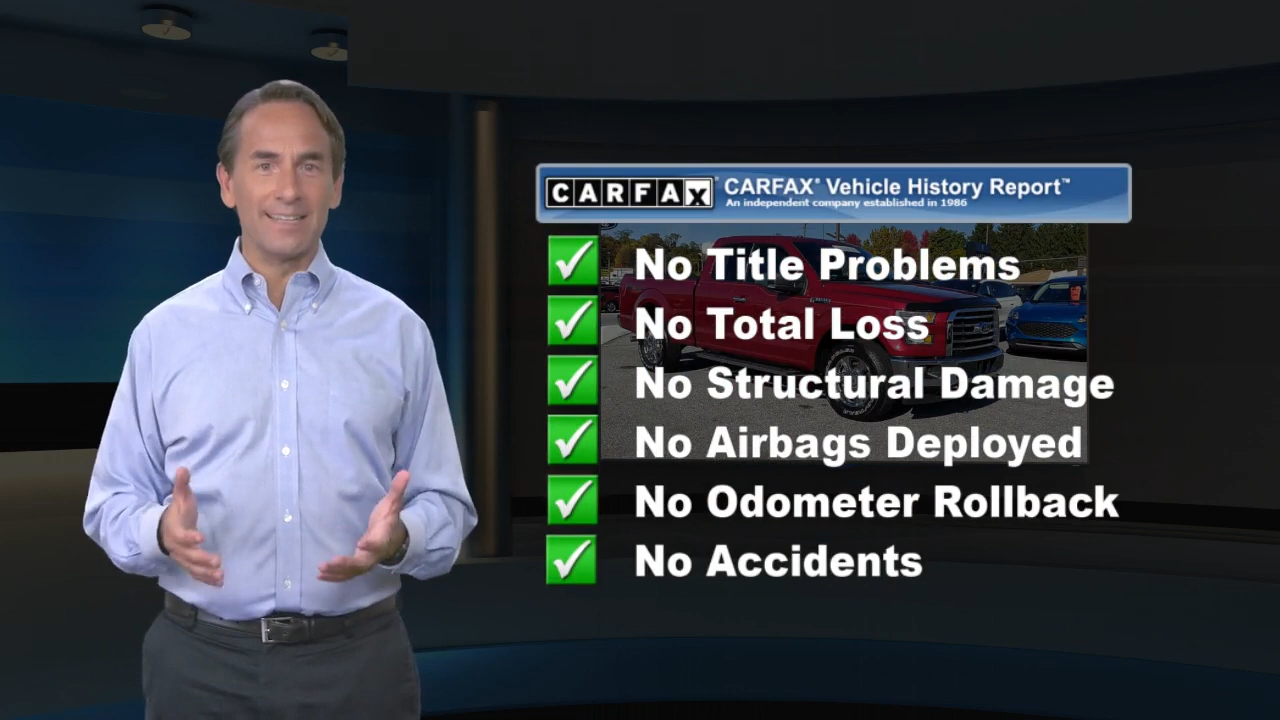 CARFAX® CARFAX® Vehicle History Report™
An independent company established in 1986
No Title Problems
No Total Loss
No Structural Damage
No Airbags Deployed
No Odometer Rollback
No Accidents